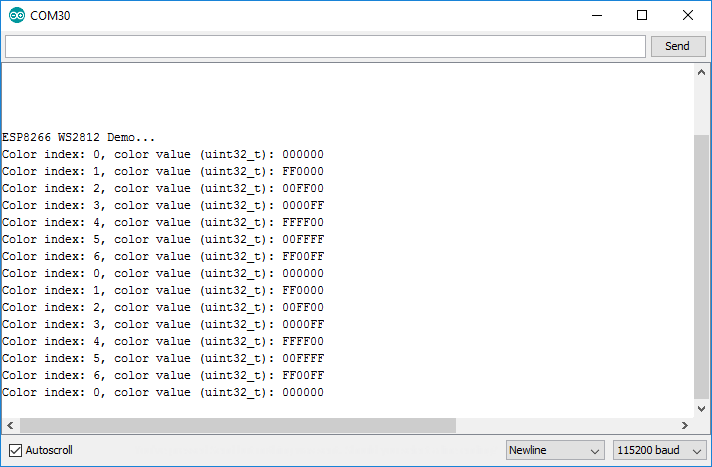 COM30
Send
ESP8266 WS2812 Demo...
Color index: 0, color value (uint32_t): 000000
Color index: 1, color value (uint32_t): FF0000
Color index: 2, color value (uint32_t): 00FF00
Color index: 3, color value (uint32_t): 0000FF
Color index: 4, color value (uint32_t): FFFF00
Color index: 5, color value (uint32_t): 00FFFF
Color index: 6, color value (uint32_t): FF00FF
Color index: 0, color value (uint32_t): 000000
Color index: 1, color value (uint32_t): FF0000
Color index: 2, color value (uint32_t): 00FF00
Color index: 3, color value (uint32_t): 0000FF
Color index: 4, color value (uint32_t): FFFF00
Color index: 5, color value (uint32_t): 00FFFF
Color index: 6, color value (uint32_t): FF00FF
Color index: 0, color value (uint32_t): 000000
Autoscroll Newline 115200 baud